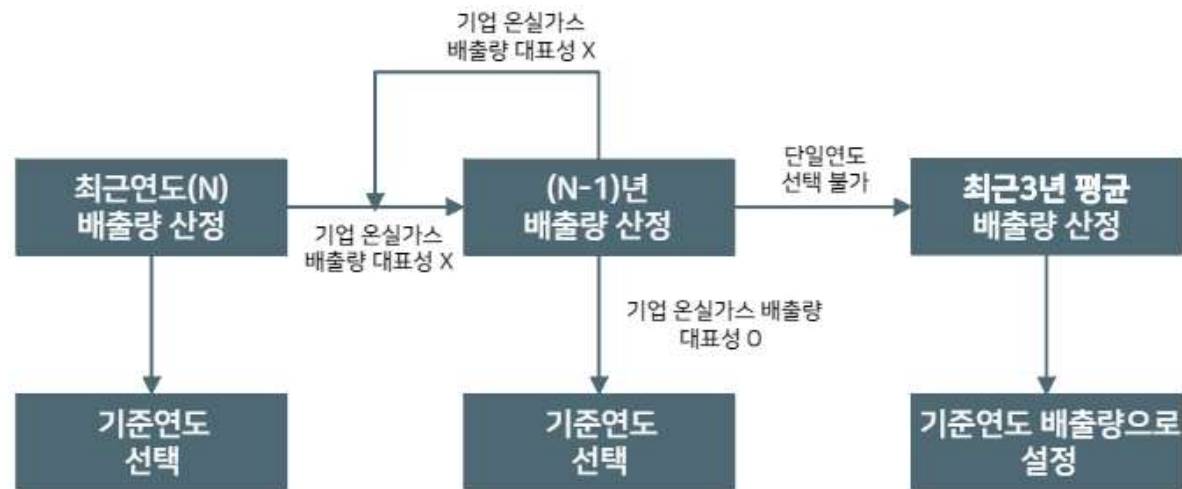 기업 온실가스
배출량 대표성 X
최근연도(N)
배출량 산정
기업 온실가스
배출량 대표성 X
(N-1)년
배출량 산정
단일연도
선택 불가
최근3년 평균
배출량 산정
기업 온실가스 배출량
대표성 O
기준연도
선택
기준연도
선택
기준연도 배출량으로
설정